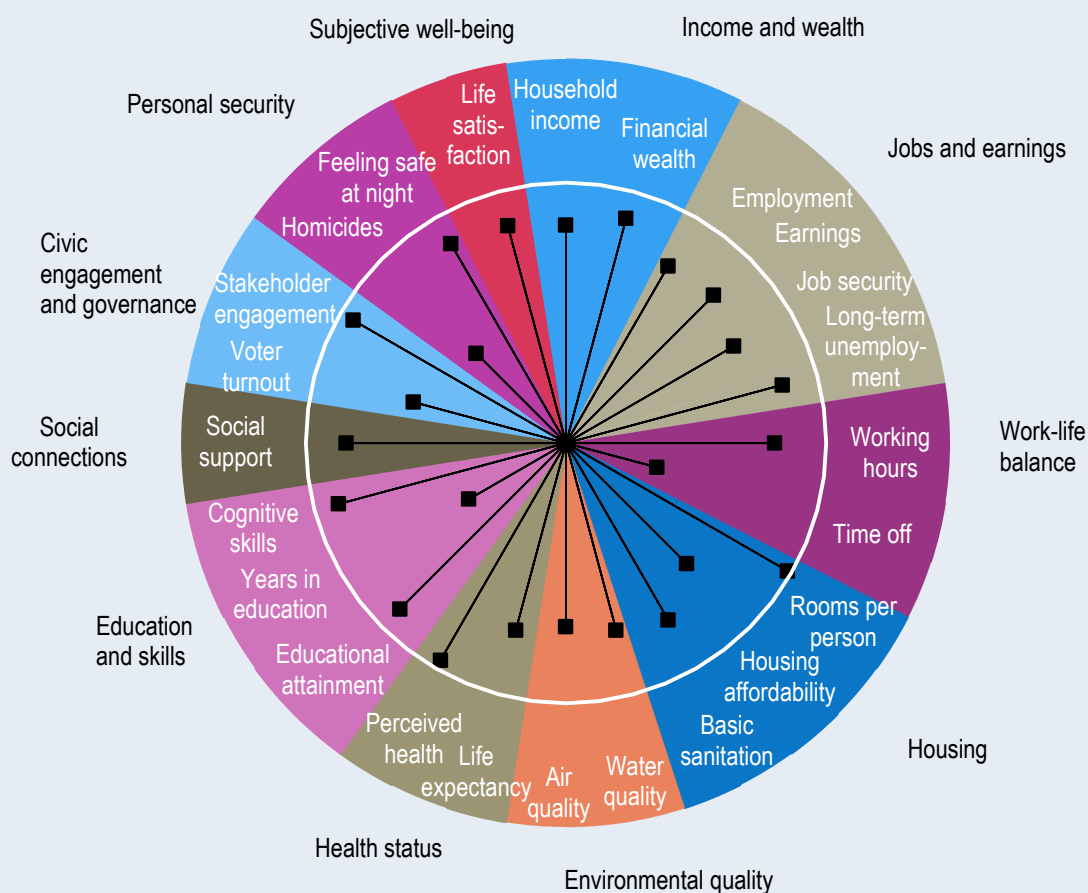 Subjective well-being
Income and wealth
Personal security
Life
satis-
faction
Household
income
Financial
wealth
Jobs and earnings
Feeling safe
at night
Homicides
Employment
Earnings
Job security
Long-term
unemploy-
ment
Civic
engagement
and governance
Stakeholder
engagement
Voter
turnout
Social
connections
Social
support
Working
hours
Time off
Work-life
balance
Cognitive
skills
Years in
education
Educational
attainment
Education
and skills
Rooms per
person
Housing
affordability
Basic
sanitation
Housing
Perceived
health
Life
expectancy
Air
quality
Water
quality
Health status
Environmental quality